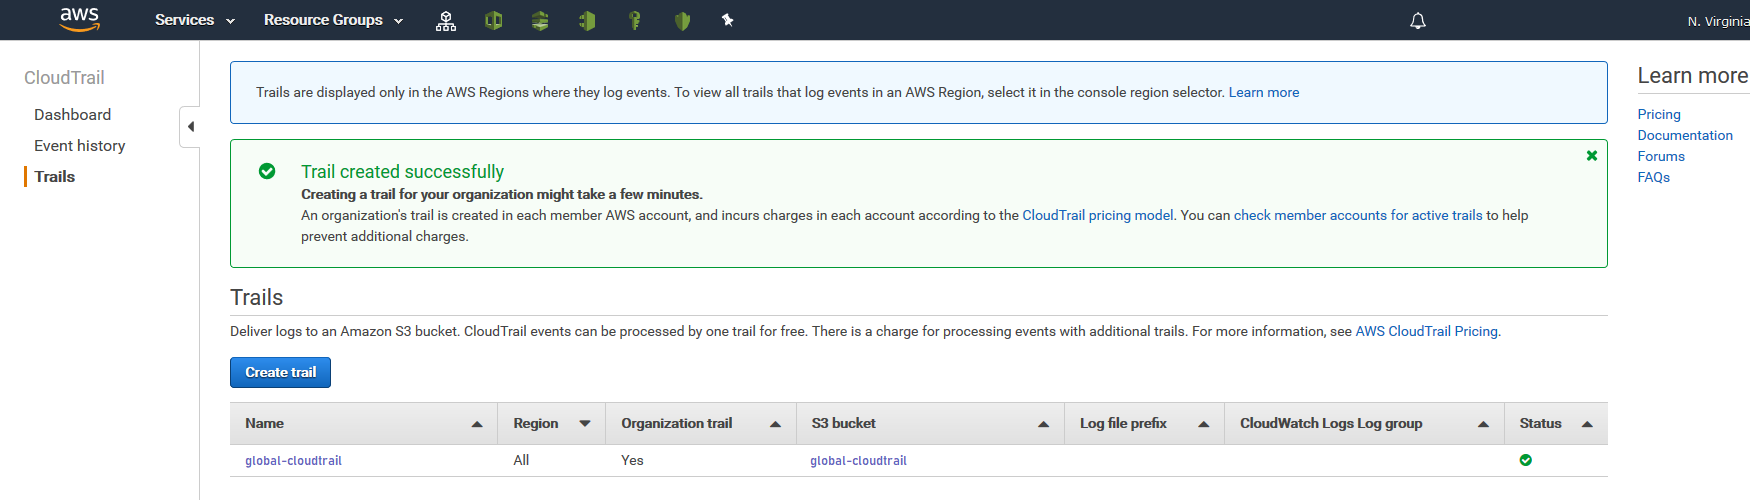 aws
Services
Resource Groups
N. Virginia
CloudTrail
Dashboard
Event history
Trails
Trails are displayed only in the AWS Regions where they log events. To view all trails that log events in an AWS Region, select it in the console region selector. Learn more
Trail created successfully
Creating a trail for your organization might take a few minutes.
An organization's trail is created in each member AWS account, and incurs charges in each account according to the CloudTrail pricing model. You can check member accounts for active trails to help
prevent additional charges.
Trails
Deliver logs to an Amazon S3 bucket. CloudTrail events can be processed by one trail for free. There is a charge for processing events with additional trails. For more information, see AWS CloudTrail Pricing.
Create trail
Name Region Organization trail S3 bucket Log file prefix CloudWatch Logs Log group Status
global-cloudtrail All Yes global-cloudtrail
Learn more
Pricing
Documentation
Forums
FAQs